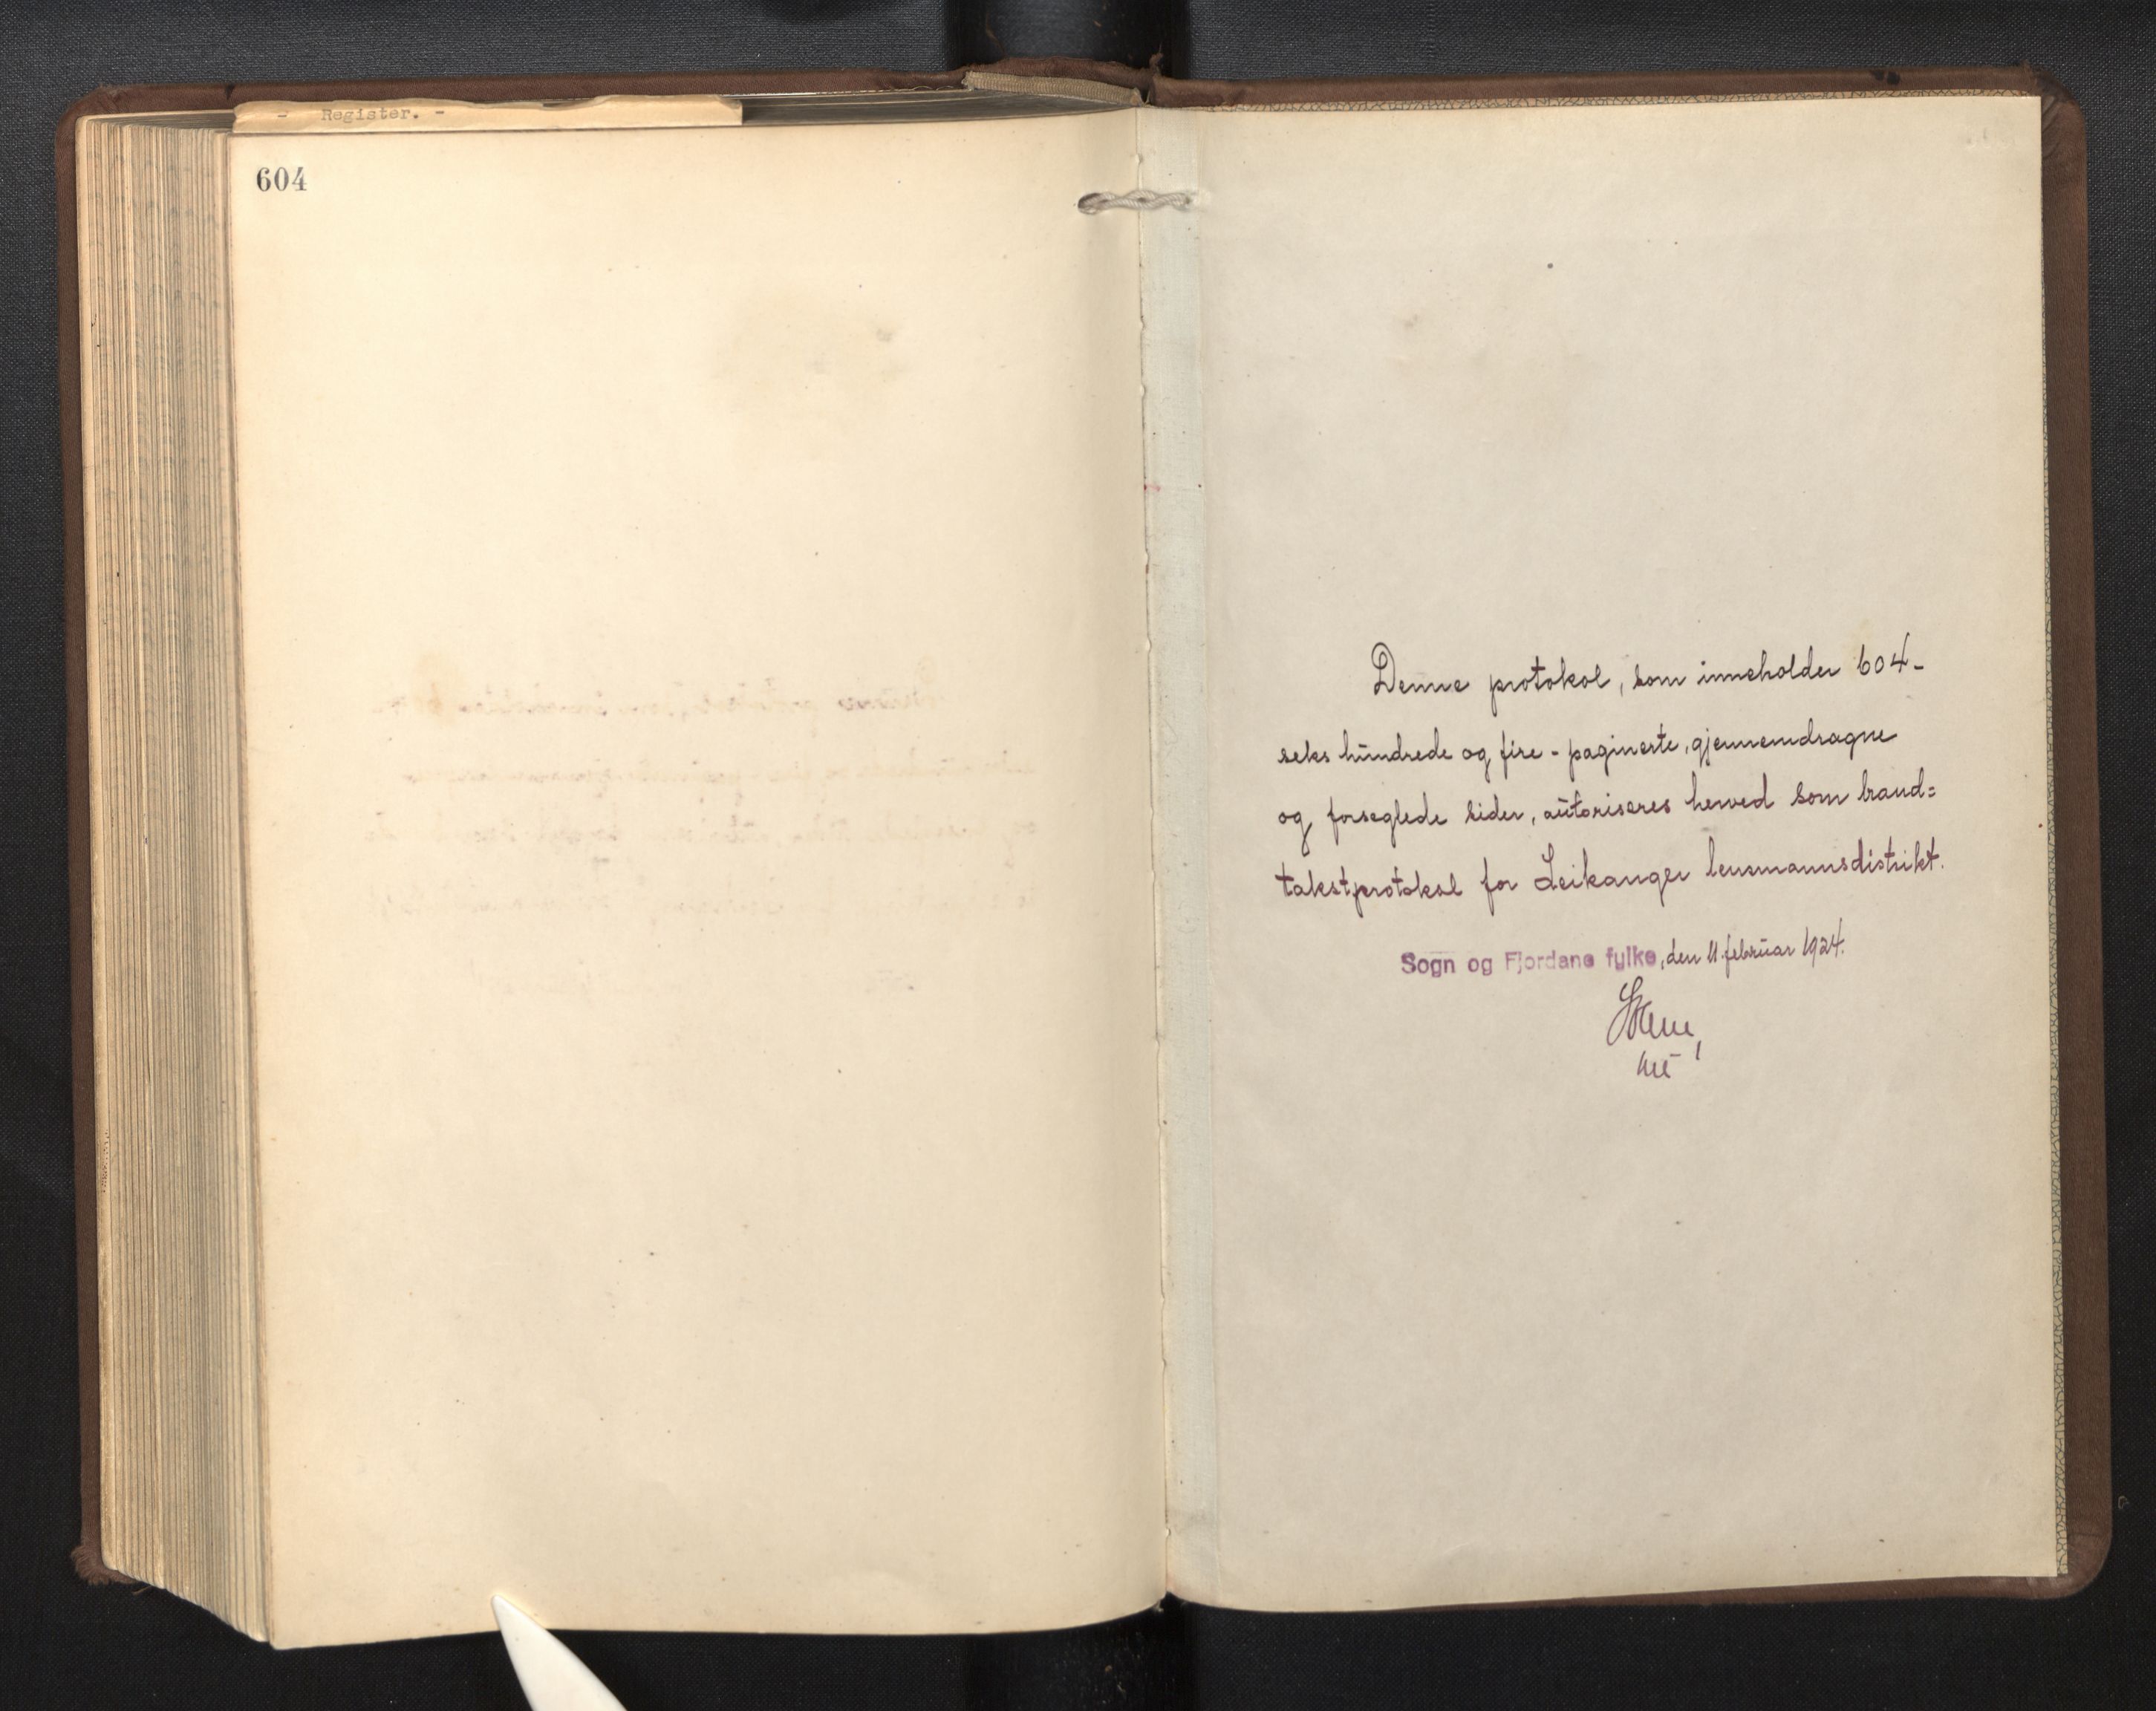 - Register. -
604
Denne protokol, som inneholder 604-
seks hundrede og fire - paginerte, gjennemdragne
og forseglede sider, autoriseres herved som brand=
takstprotokol for Leikanger lensmannsdistrikt.
Sogn og Fjordane fylke, den 11. februar 1924.